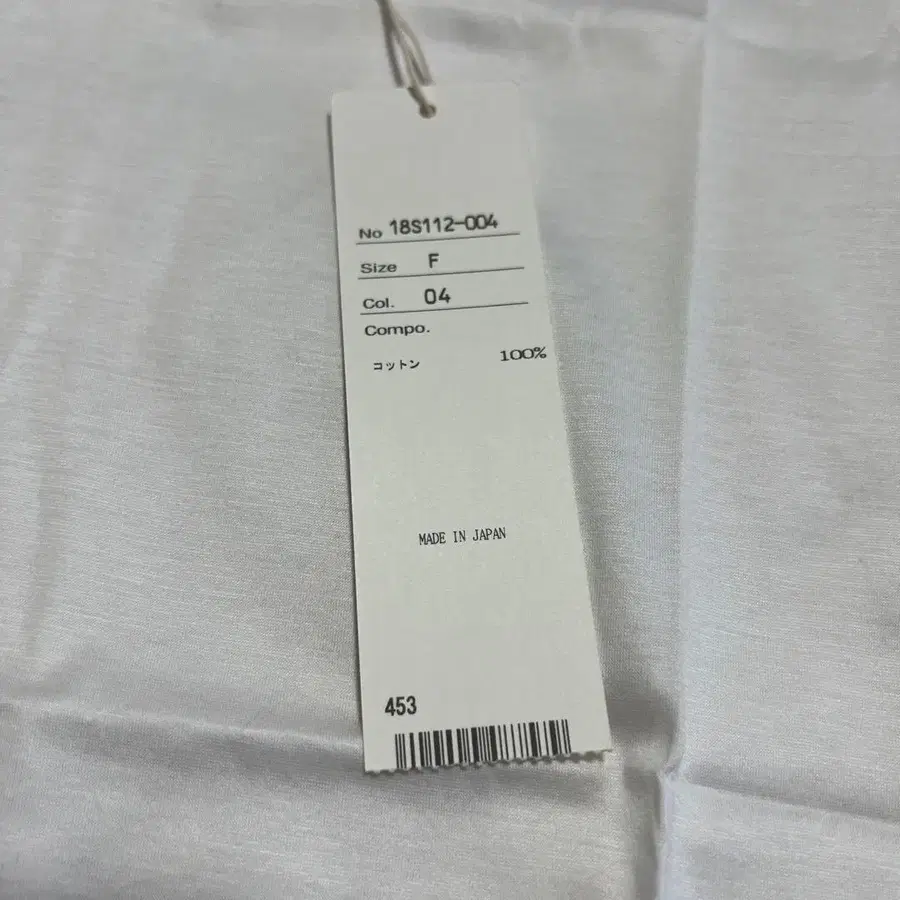 No 18S112-004
Size F
Col. 04
Compo.
コットン 100%
MADE IN JAPAN
453